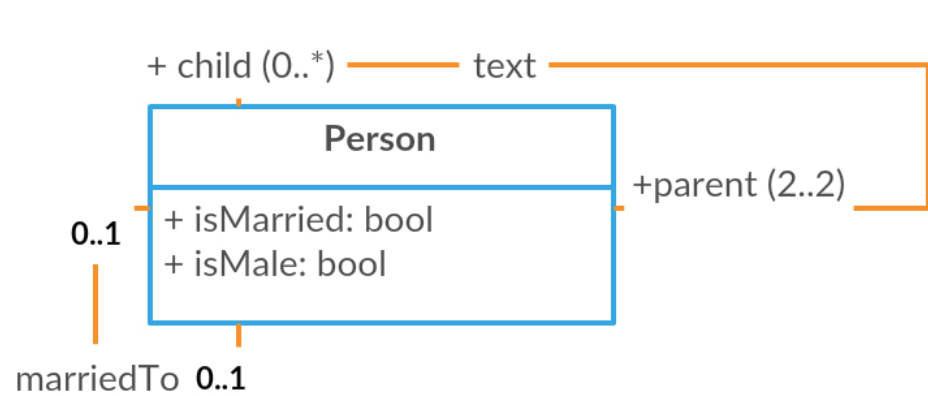 + child (0..*) text
Person
+parent (2..2)
+ isMarried: bool
0..1
+ isMale: bool
marriedTo 0..1